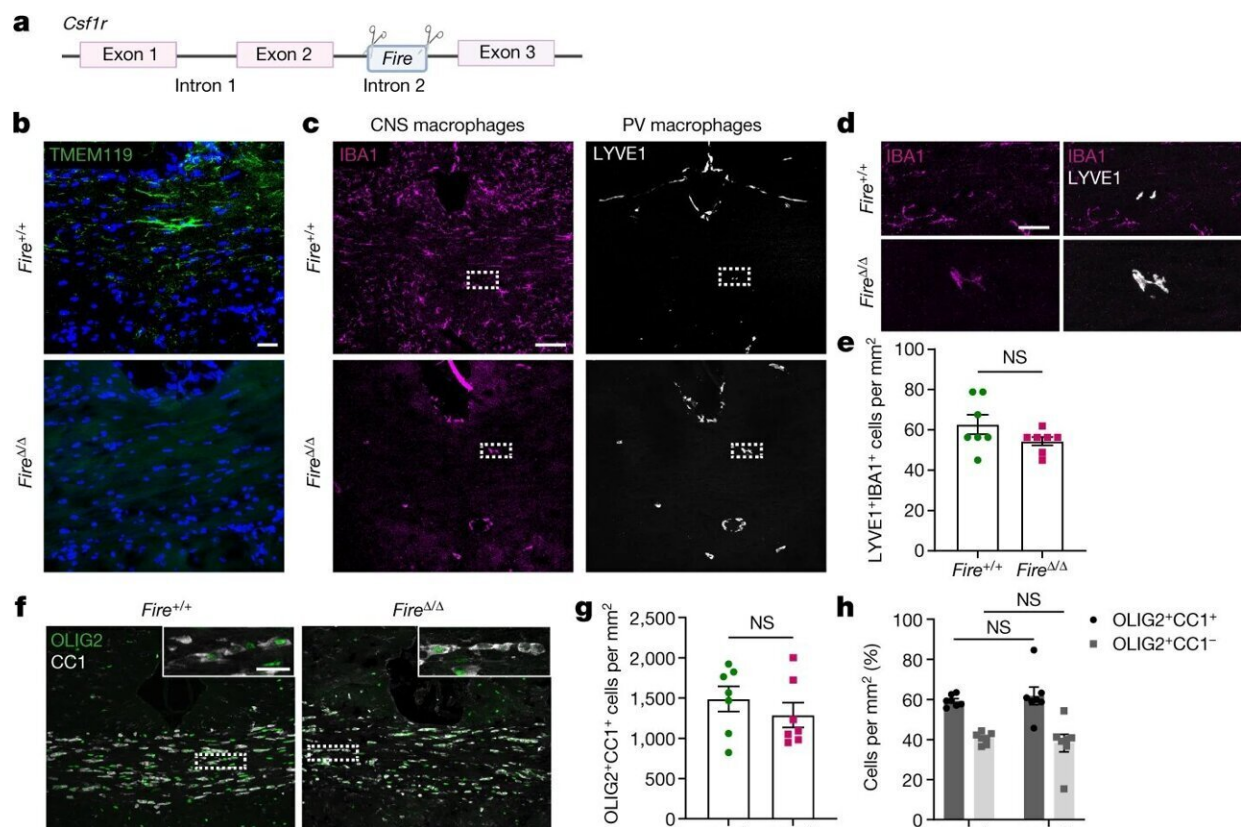 a
Csf1r
Exon 1
Exon 2
Fire
Exon 3
Intron 1
Intron 2
b
c
CNS macrophages
PV macrophages
d
TMEM119
IBA1
LYVE1
IBA1
IBA1
LYVE1
Fire+/+
Fire+/+
Fire+/+
FireΔ/Δ
FireΔ/Δ
FireΔ/Δ
e
LYVE1+IBA1+ cells per mm²
100
80
60
40
20
0
NS
Fire+/+
FireΔ/Δ
f
Fire+/+
FireΔ/Δ
OLIG2
CC1
g
OLIG2+CC1+ cells per mm²
2,500
2,000
1,500
1,000
500
0
NS
h
Cells per mm² (%)
100
80
60
40
20
0
NS
NS
OLIG2+CC1+
OLIG2+CC1−